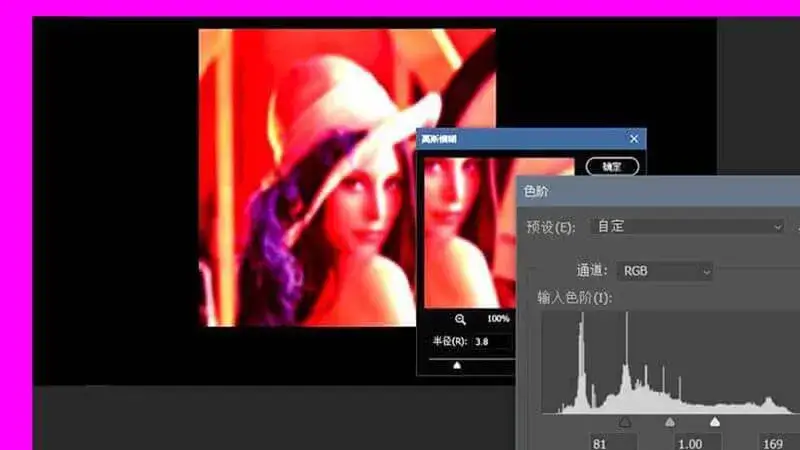 高斯模糊
确定
色阶
预设(E): 自定
通道: RGB
输入色阶(I):
100%
半径(R): 3.8
81 1.00 169